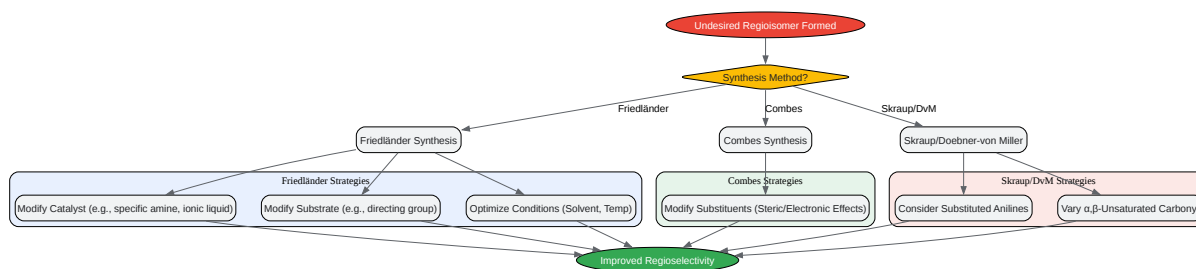 Undesired Regioisomer Formed
Synthesis Method?
Friedländer
Combes
Skraup/DvM
Friedländer Synthesis
Combes Synthesis
Skraup/Doebner-von Miller
Friedländer Strategies
Combes Strategies
Skraup/DvM Strategies
Modify Catalyst (e.g., specific amine, ionic liquid)
Modify Substrate (e.g., directing group)
Optimize Conditions (Solvent, Temp)
Modify Substituents (Steric/Electronic Effects)
Consider Substituted Anilines
Vary α,β-Unsaturated Carbony
Improved Regioselectivity